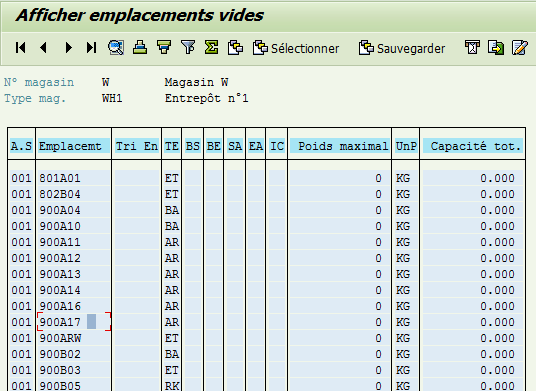 Afficher emplacements vides
Sélectionner Sauvegarder
N° magasin W Magasin W
Type mag. WH1 Entrepôt n°1
A.S Emplacemt Tri En TE BS BE SA EA IC Poids maximal UnP Capacité tot.
001 801A01 ET 0 KG 0.000
001 802B04 ET 0 KG 0.000
001 900A04 BA 0 KG 0.000
001 900A10 BA 0 KG 0.000
001 900A11 AR 0 KG 0.000
001 900A12 AR 0 KG 0.000
001 900A13 AR 0 KG 0.000
001 900A14 AR 0 KG 0.000
001 900A16 AR 0 KG 0.000
001 900A17 AR 0 KG 0.000
001 900ARW ET 0 KG 0.000
001 900B02 BA 0 KG 0.000
001 900B03 ET 0 KG 0.000
001 900B05 RK 0 KG 0.000